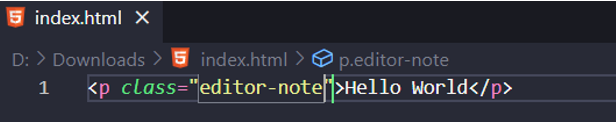 index.html ×
D: > Downloads > index.html > p.editor-note
1 <p class="editor-note">Hello World</p>